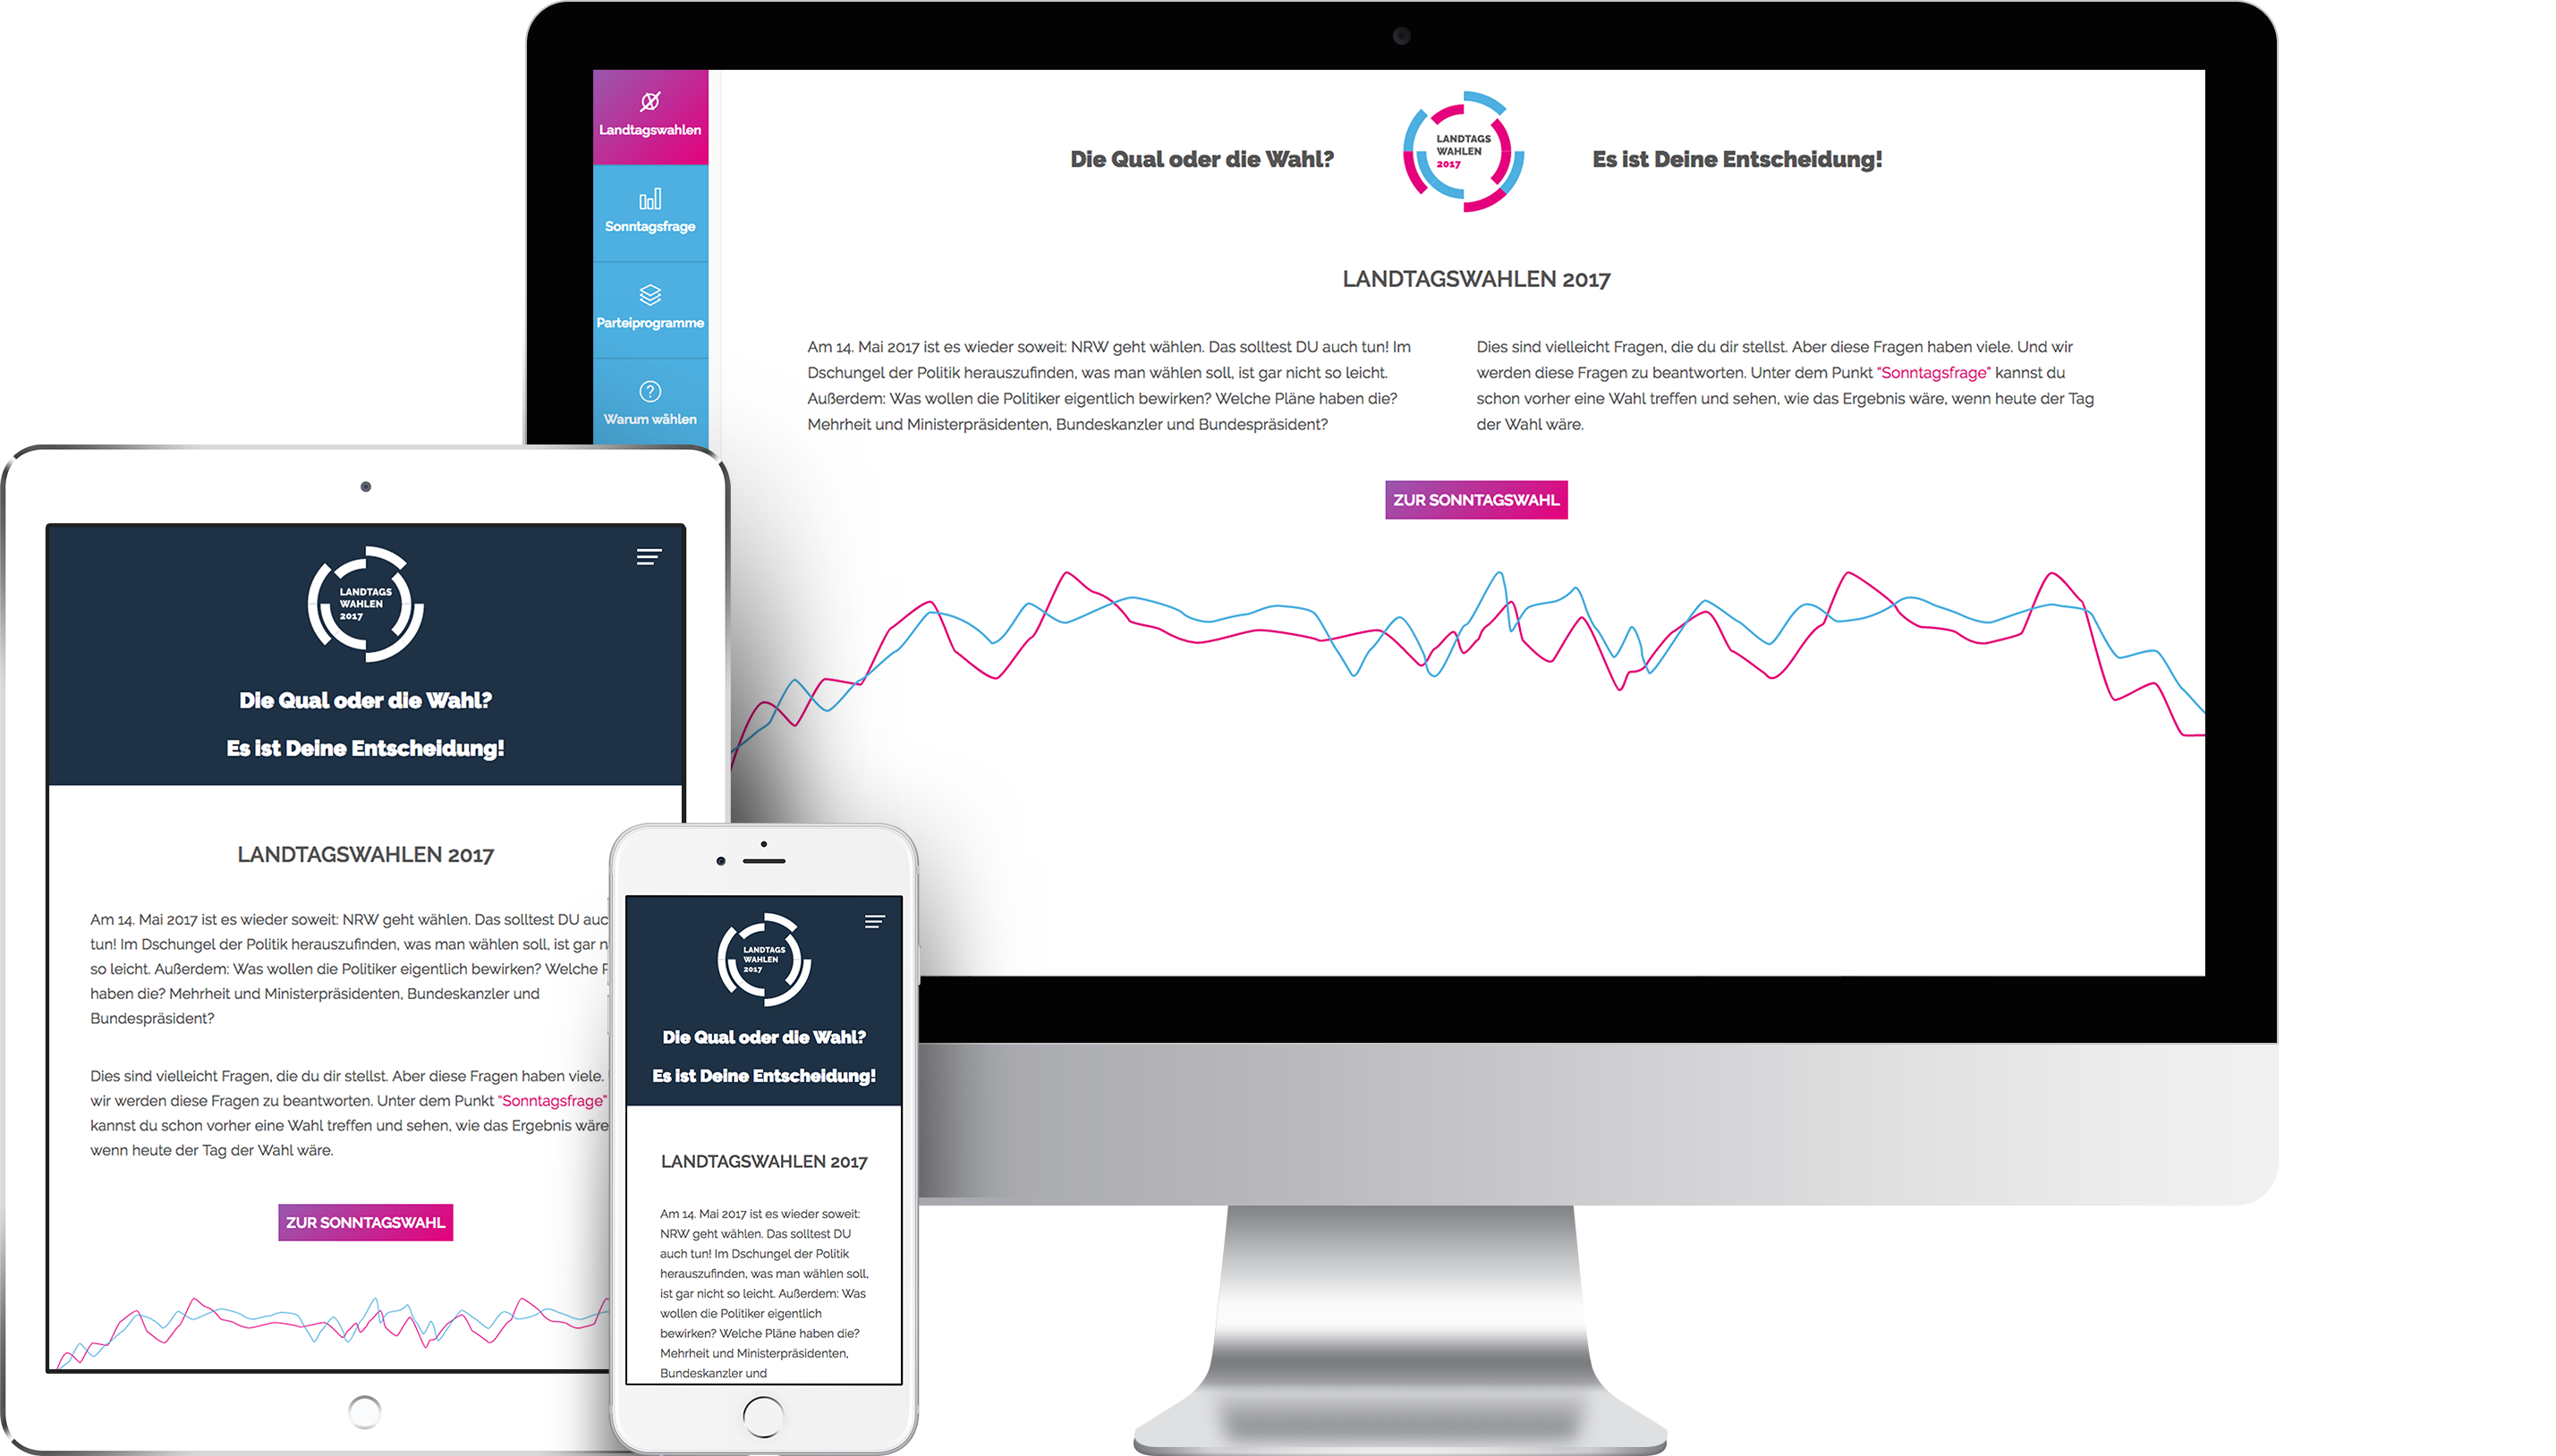 Landtagswahlen
Sonntagsfrage
Parteiprogramme
Warum wählen
Die Qual oder die Wahl?
LANDTAGS
WAHLEN
2017
Es ist Deine Entscheidung!
LANDTAGSWAHLEN 2017
Am 14. Mai 2017 ist es wieder soweit: NRW geht wählen. Das solltest DU auch tun! Im
Dschungel der Politik herauszufinden, was man wählen soll, ist gar nicht so leicht.
Außerdem: Was wollen die Politiker eigentlich bewirken? Welche Pläne haben die?
Mehrheit und Ministerpräsidenten, Bundeskanzler und Bundespräsident?
Dies sind vielleicht Fragen, die du dir stellst. Aber diese Fragen haben viele. Und wir
werden diese Fragen zu beantworten. Unter dem Punkt "Sonntagsfrage" kannst du
schon vorher eine Wahl treffen und sehen, wie das Ergebnis wäre, wenn heute der Tag
der Wahl wäre.
ZUR SONNTAGSWAHL
LANDTAGS
WAHLEN
2017
Die Qual oder die Wahl?
Es ist Deine Entscheidung!
LANDTAGSWAHLEN 2017
Am 14. Mai 2017 ist es wieder soweit: NRW geht wählen. Das solltest DU auc
tun! Im Dschungel der Politik herauszufinden, was man wählen soll, ist gar n
so leicht. Außerdem: Was wollen die Politiker eigentlich bewirken? Welche P
haben die? Mehrheit und Ministerpräsidenten, Bundeskanzler und
Bundespräsident?
Dies sind vielleicht Fragen, die du dir stellst. Aber diese Fragen haben viele.
wir werden diese Fragen zu beantworten. Unter dem Punkt "Sonntagsfrage"
kannst du schon vorher eine Wahl treffen und sehen, wie das Ergebnis wäre
wenn heute der Tag der Wahl wäre.
ZUR SONNTAGSWAHL
LANDTAGS
WAHLEN
2017
Die Qual oder die Wahl?
Es ist Deine Entscheidung!
LANDTAGSWAHLEN 2017
Am 14. Mai 2017 ist es wieder soweit:
NRW geht wählen. Das solltest DU
auch tun! Im Dschungel der Politik
herauszufinden, was man wählen soll,
ist gar nicht so leicht. Außerdem: Was
wollen die Politiker eigentlich
bewirken? Welche Pläne haben die?
Mehrheit und Ministerpräsidenten,
Bundeskanzler und